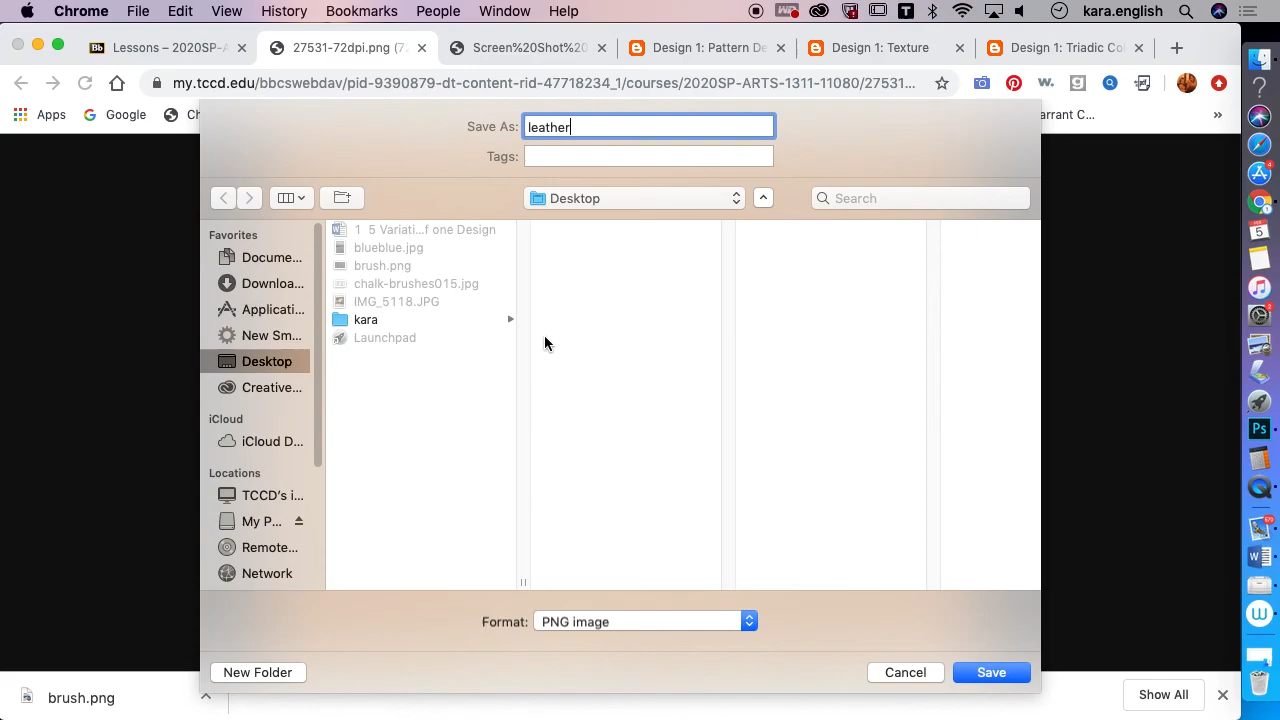 Chrome File Edit View History Bookmarks People Window Help kara.english
Lessons – 2020SP-A
27531-72dpi.png (72
Screen%20Shot%20
Design 1: Pattern De
Design 1: Texture
Design 1: Triadic Col
my.tccd.edu/bbcswebdav/pid-9390879-dt-content-rid-47718234_1/courses/2020SP-ARTS-1311-11080/27531...
Apps Google Ch arrant C... »
Save As: leather
Tags:
Desktop
Search
Favorites
Docume...
Downloa...
Applicati...
New Sm...
Desktop
Creative...
iCloud
iCloud D...
Locations
TCCD's i...
My P...
Remote...
Network
1 5 Variati...f one Design
blueblue.jpg
brush.png
chalk-brushes015.jpg
IMG_5118.JPG
kara
Launchpad
Format: PNG image
New Folder Cancel Save
brush.png Show All